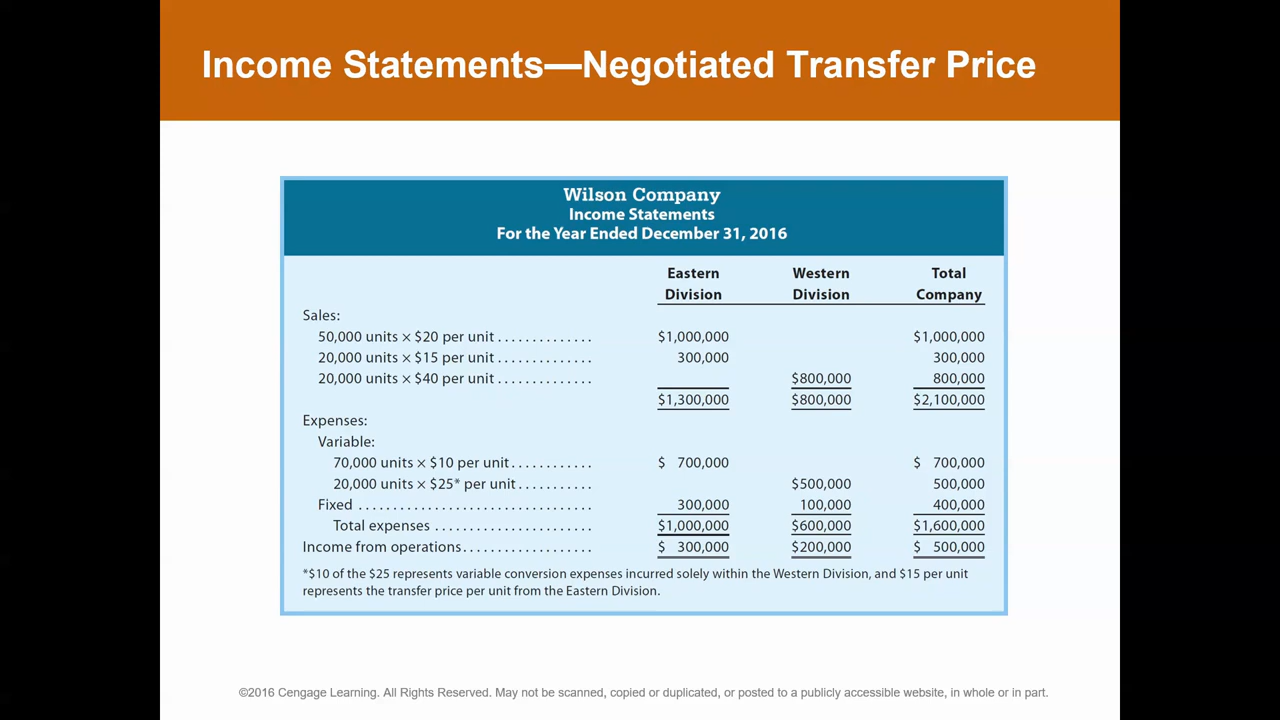 Income Statements—Negotiated Transfer Price
Wilson Company
Income Statements
For the Year Ended December 31, 2016
Eastern Division Western Division Total Company
Sales:
50,000 units × $20 per unit .............. $1,000,000 $1,000,000
20,000 units × $15 per unit .............. 300,000 300,000
20,000 units × $40 per unit .............. $800,000 800,000
$1,300,000 $800,000 $2,100,000
Expenses:
Variable:
70,000 units × $10 per unit ............ $ 700,000 $ 700,000
20,000 units × $25* per unit ........... $500,000 500,000
Fixed ................................... 300,000 100,000 400,000
Total expenses ........................ $1,000,000 $600,000 $1,600,000
Income from operations ................... $ 300,000 $200,000 $ 500,000
*$10 of the $25 represents variable conversion expenses incurred solely within the Western Division, and $15 per unit
represents the transfer price per unit from the Eastern Division.
©2016 Cengage Learning. All Rights Reserved. May not be scanned, copied or duplicated, or posted to a publicly accessible website, in whole or in part.